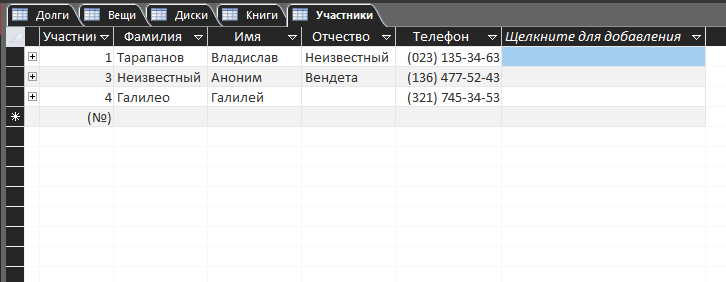 Долги Вещи Диски Книги Участники
Участник Фамилия Имя Отчество Телефон Щелкните для добавления
1 Тарапанов Владислав Неизвестный (023) 135-34-63
3 Неизвестный Аноним Вендета (136) 477-52-43
4 Галилео Галилей (321) 745-34-53
(№)